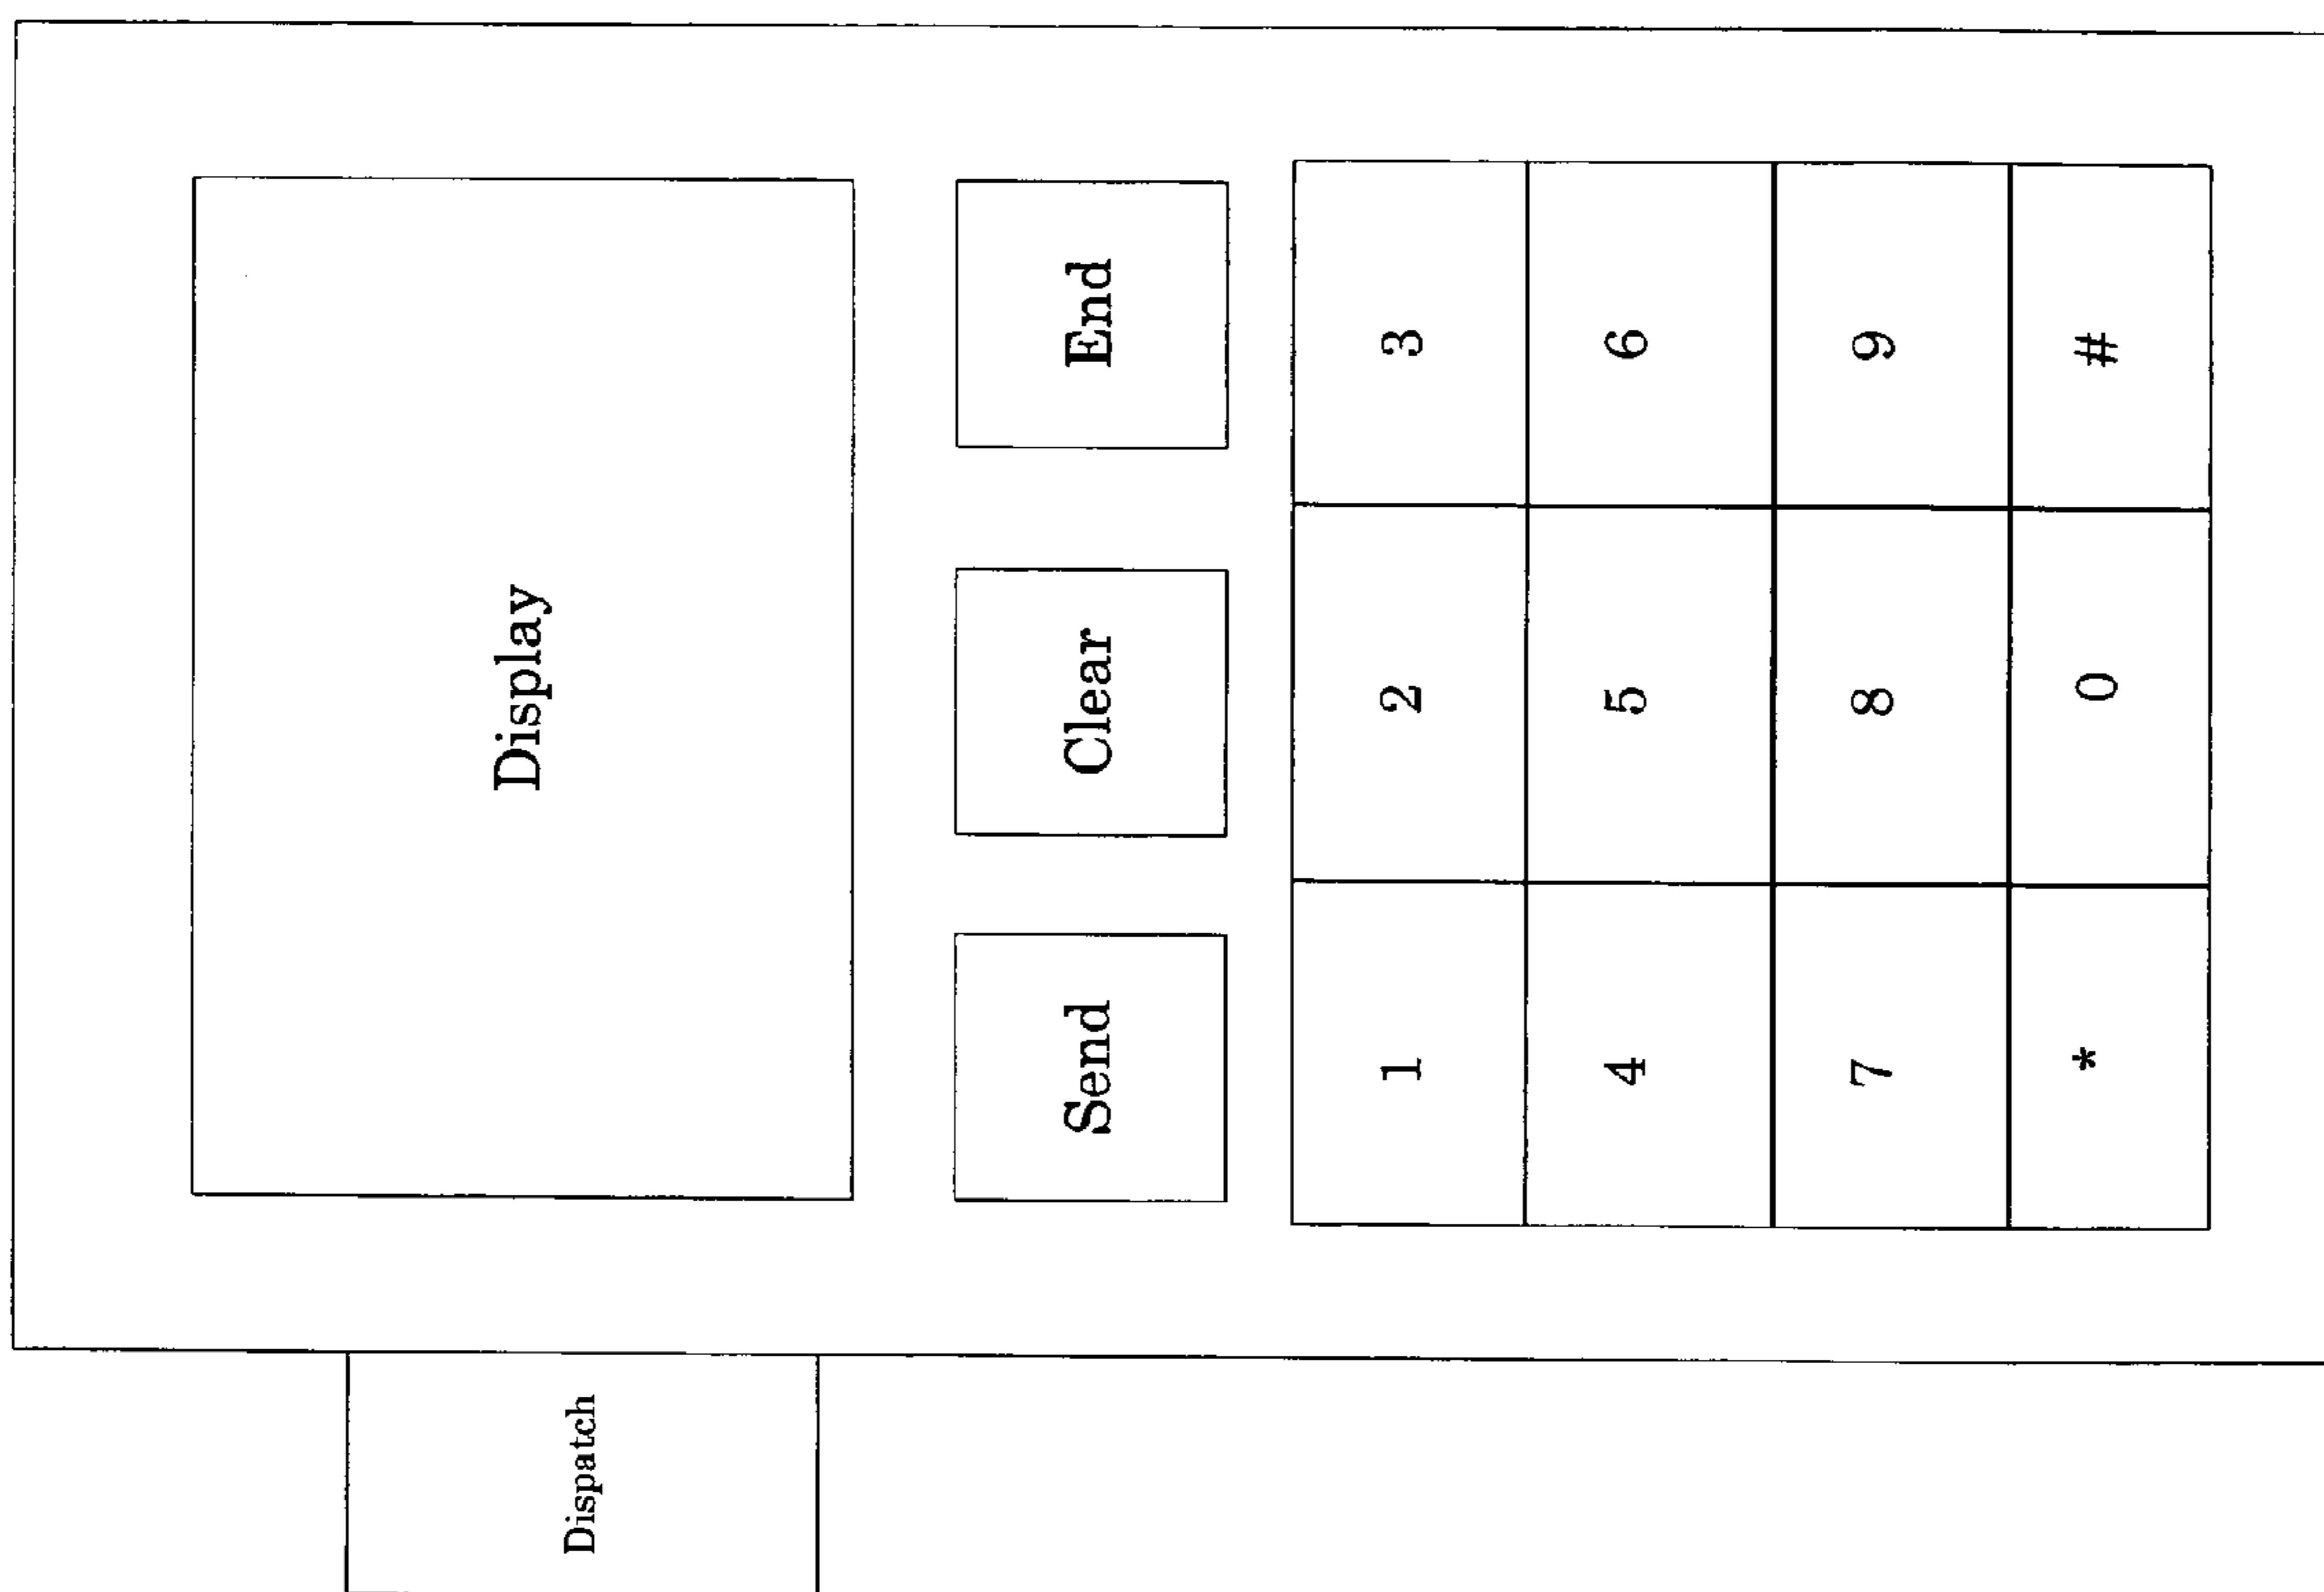 Display
Dispatch
Send Clear End
1 2 3
4 5 6
7 8 9
* 0 #